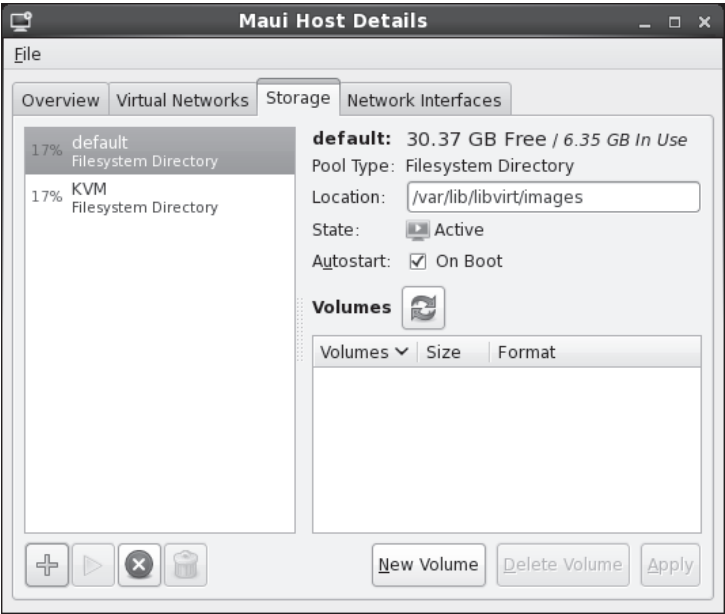 Maui Host Details
File
Overview Virtual Networks Storage Network Interfaces
17% default
Filesystem Directory
17% KVM
Filesystem Directory
default: 30.37 GB Free / 6.35 GB In Use
Pool Type: Filesystem Directory
Location: /var/lib/libvirt/images
State: Active
Autostart: On Boot
Volumes
Volumes Size Format
New Volume Delete Volume Apply